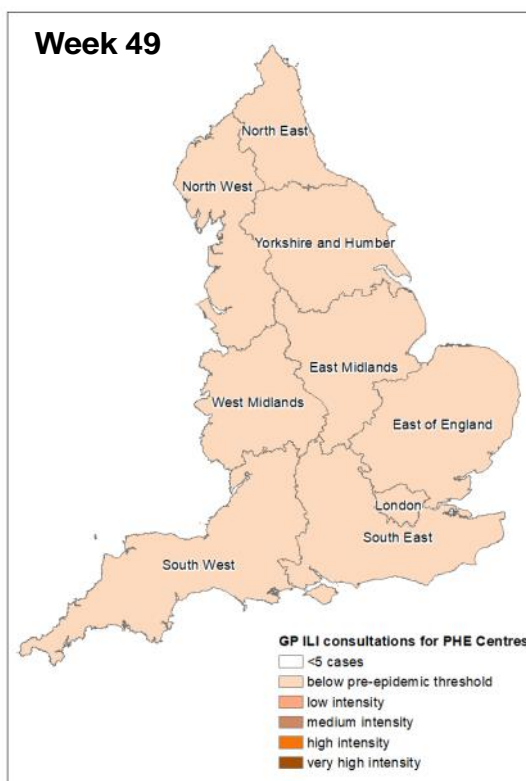 Week 49
North East
North West
Yorkshire and Humber
East Midlands
West Midlands
East of England
London
South East
South West
GP ILI consultations for PHE Centres
<5 cases
below pre-epidemic threshold
low intensity
medium intensity
high intensity
very high intensity